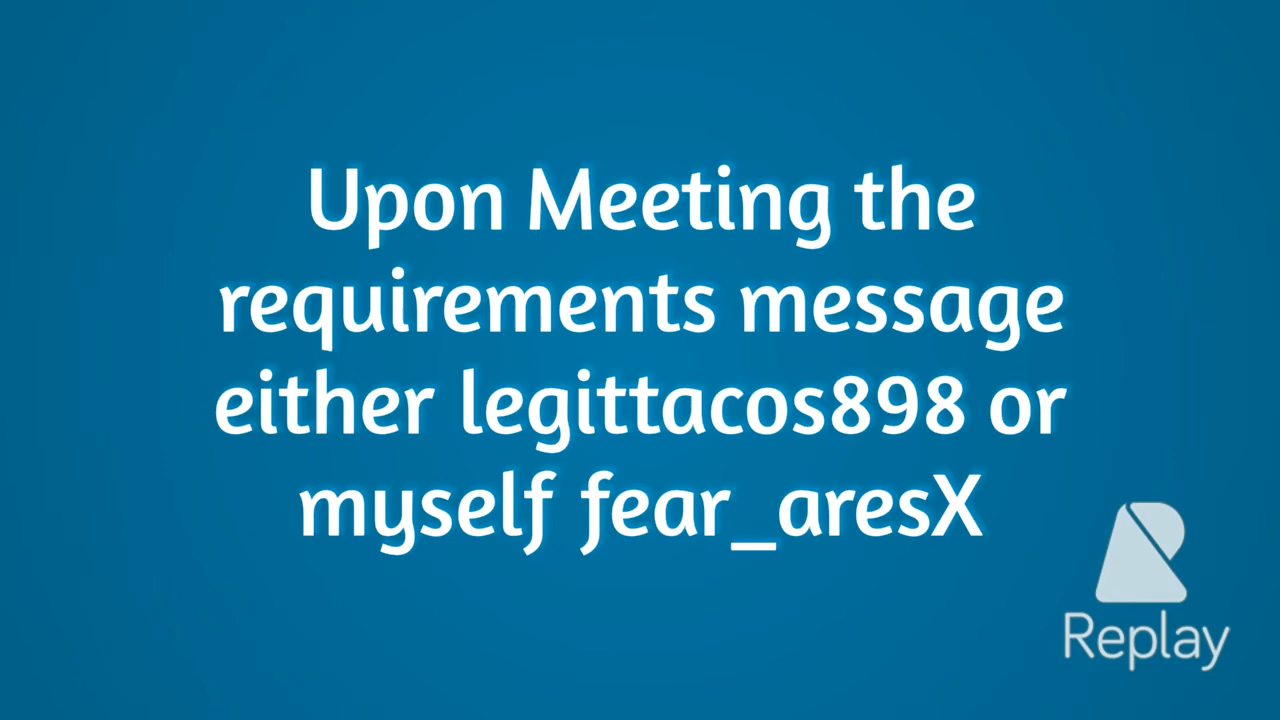 Upon Meeting the
requirements message
either legittacos898 or
myself fear_aresX
Replay